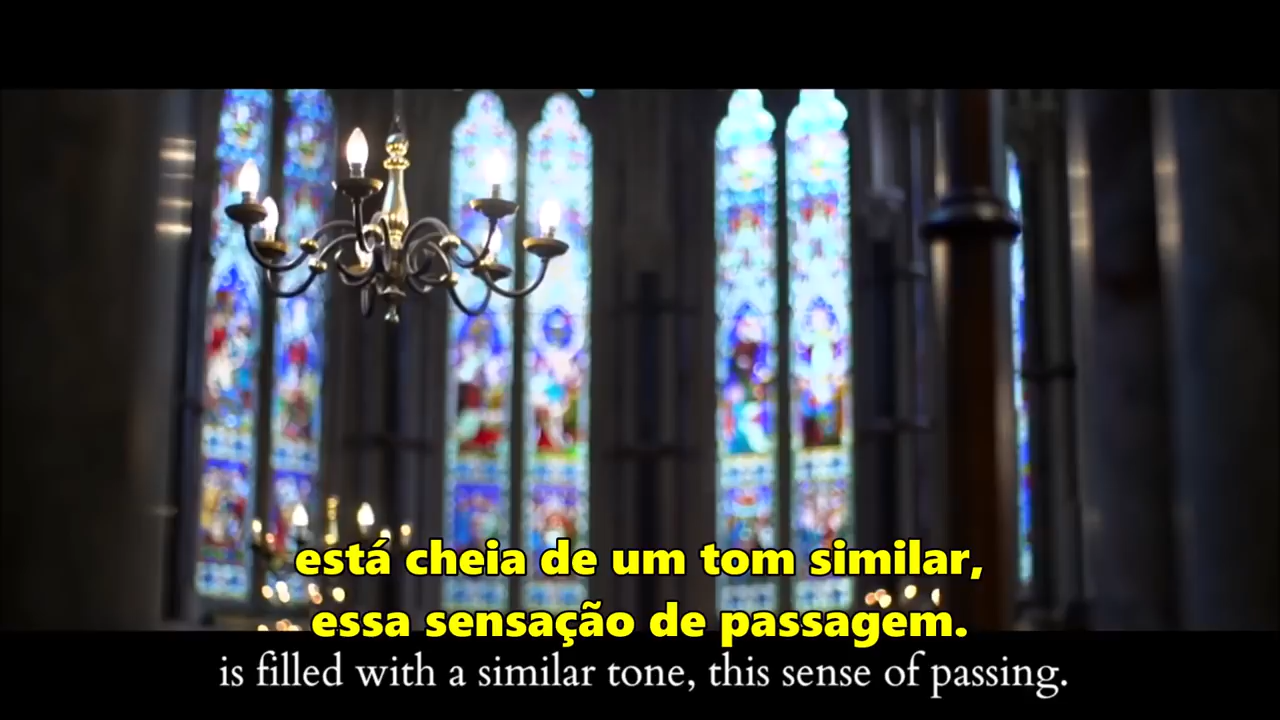 está cheia de um tom similar,
essa sensação de passagem.
is filled with a similar tone, this sense of passing.